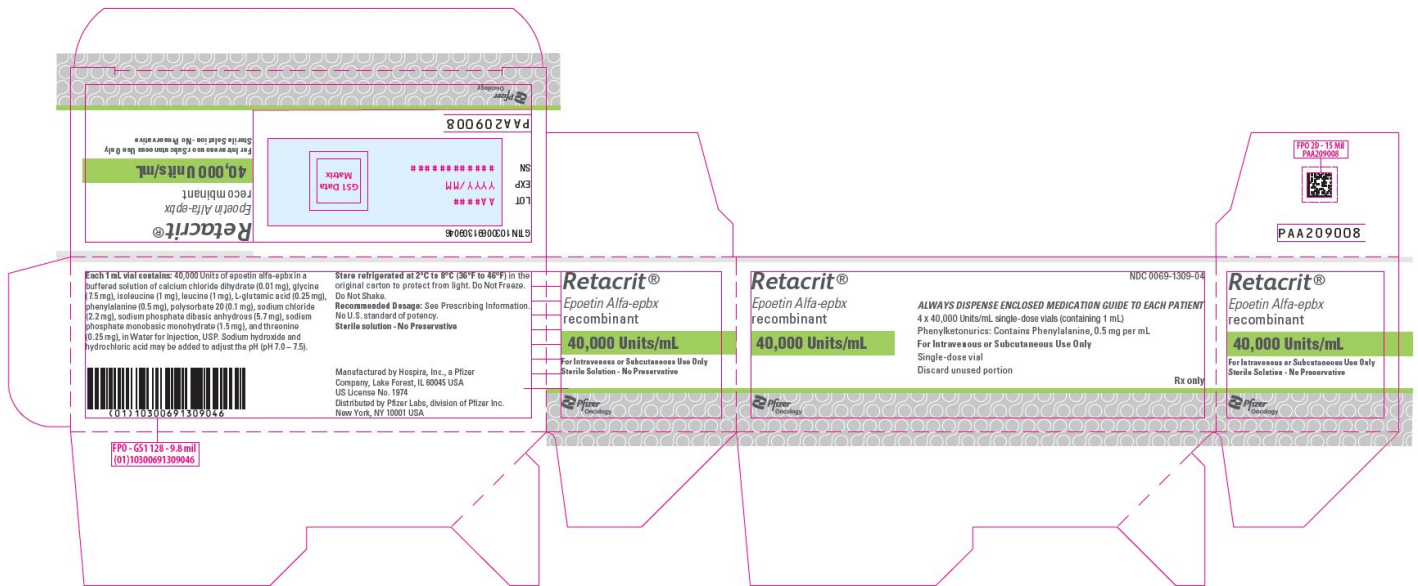 Pfizer
Oncology
PAA209008
For Intravenous or Subcutaneous Use Only
Sterile Solution - No Preservative
40,000 Units/mL
recombinant
Epoetin Alfa-epbx
Retacrit®
GS1 Data
Matrix
SN ###########
EXP YYYY/MM
LOT AA####
GTIN 10300691309046
Each 1 mL vial contains: 40,000 Units of epoetin alfa-epbx in a
buffered solution of calcium chloride dihydrate (0.01 mg), glycine
(7.5 mg), isoleucine (1 mg), leucine (1 mg), L-glutamic acid (0.25 mg),
phenylalanine (0.5 mg), polysorbate 20 (0.1 mg), sodium chloride
(2.2 mg), sodium phosphate dibasic anhydrous (5.7 mg), sodium
phosphate monobasic monohydrate (1.5 mg), and threonine
(0.25 mg), in Water for Injection, USP. Sodium hydroxide and
hydrochloric acid may be added to adjust the pH (pH 7.0 – 7.5).
(01)10300691309046
FPO - GS1 128 - 9.8 mil
(01)10300691309046
Store refrigerated at 2°C to 8°C (36°F to 46°F) in the
original carton to protect from light. Do Not Freeze.
Do Not Shake.
Recommended Dosage: See Prescribing Information.
No U.S. standard of potency.
Sterile solution - No Preservative
Manufactured by Hospira, Inc., a Pfizer
Company, Lake Forest, IL 60045 USA
US License No. 1974
Distributed by Pfizer Labs, division of Pfizer Inc.
New York, NY 10001 USA
Retacrit®
Epoetin Alfa-epbx
recombinant
40,000 Units/mL
For Intravenous or Subcutaneous Use Only
Sterile Solution - No Preservative
Pfizer
Oncology
Retacrit®
Epoetin Alfa-epbx
recombinant
40,000 Units/mL
Pfizer
Oncology
NDC 0069-1309-04
ALWAYS DISPENSE ENCLOSED MEDICATION GUIDE TO EACH PATIENT
4 x 40,000 Units/mL single-dose vials (containing 1 mL)
Phenylketonurics: Contains Phenylalanine, 0.5 mg per mL
For Intravenous or Subcutaneous Use Only
Single-dose vial
Discard unused portion
Rx only
FPO 2D - 15 Mil
PAA209008
PAA209008
Retacrit®
Epoetin Alfa-epbx
recombinant
40,000 Units/mL
For Intravenous or Subcutaneous Use Only
Sterile Solution - No Preservative
Pfizer
Oncology